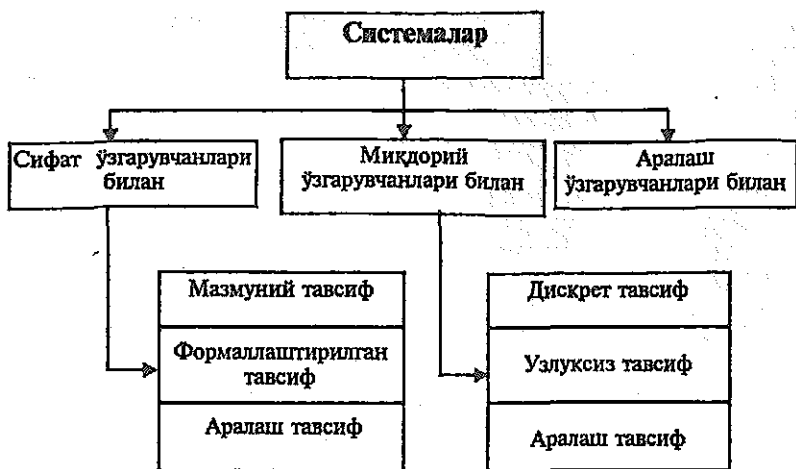 Системалар
Сифат ўзгарувчанлари
билан
Миқдорий
ўзгарувчанлари билан
Аралаш
ўзгарувчанлари билан
Мазмуний тавсиф
Формаллаштирилган
тавсиф
Аралаш тавсиф
Дискрет тавсиф
Узлуксиз тавсиф
Аралаш тавсиф